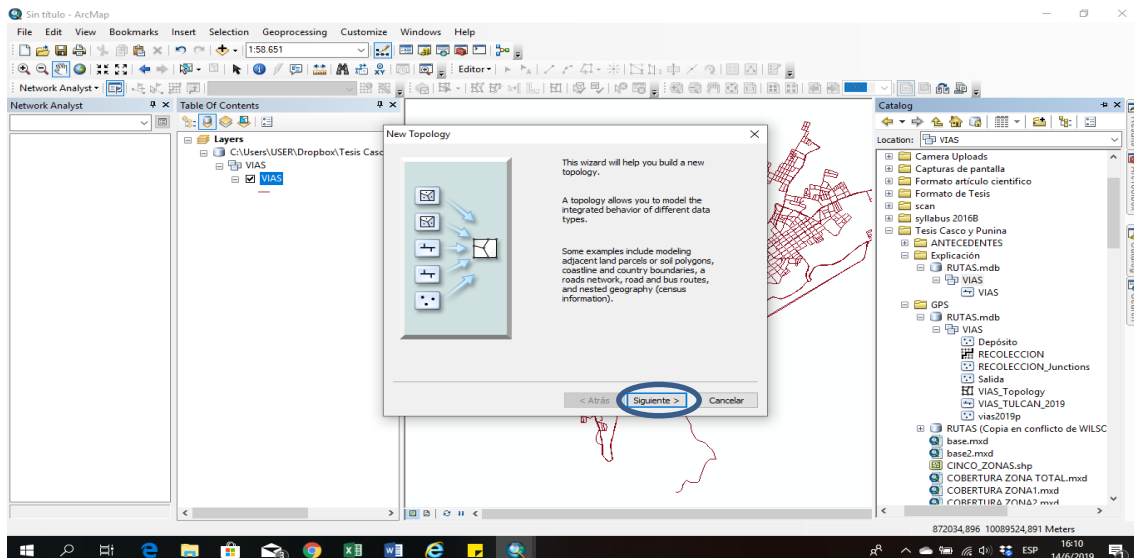 Sin título - ArcMap
File Edit View Bookmarks Insert Selection Geoprocessing Customize Windows Help
1:58.651
Editor
Network Analyst
Network Analyst
Table Of Contents
Layers
C:\Users\USER\Dropbox\Tesis Casc
VIAS
VIAS
New Topology
This wizard will help you build a new
topology.
A topology allows you to model the
integrated behavior of different data
types.
Some examples include modeling
adjacent land parcels or soil polygons,
coastline and country boundaries, a
roads network, road and bus routes,
and nested geography (census
information).
< Atrás
Siguiente >
Cancelar
Catalog
Location: VIAS
Camera Uploads
Capturas de pantalla
Formato artículo cientifico
Formato de Tesis
scan
syllabus 2016B
Tesis Casco y Punina
ANTECEDENTES
Explicación
RUTAS.mdb
VIAS
VIAS
GPS
RUTAS.mdb
VIAS
Depósito
RECOLECCION
RECOLECCION_Junctions
Salida
VIAS_Topology
VIAS_TULCAN_2019
vias2019p
RUTAS (Copia en conflicto de WILSC
base.mxd
base2.mxd
CINCO_ZONAS.shp
COBERTURA ZONA TOTAL.mxd
COBERTURA ZONA1.mxd
COBERTURA ZONA2.mxd
872034,896 10089524,891 Meters
ESP
16:10
14/6/2019